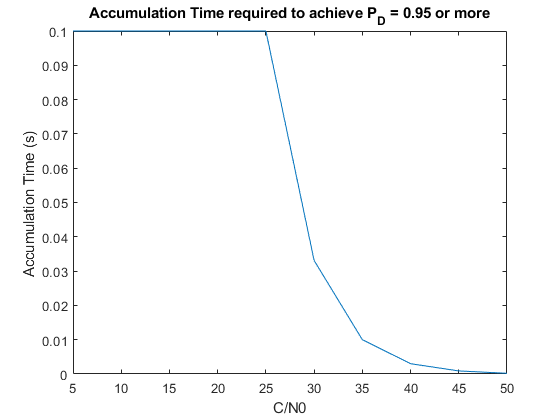 Accumulation Time required to achieve P_D = 0.95 or more
0.1
0.09
0.08
0.07
0.06
0.05
0.04
0.03
0.02
0.01
0
Accumulation Time (s)
5 10 15 20 25 30 35 40 45 50
C/N0